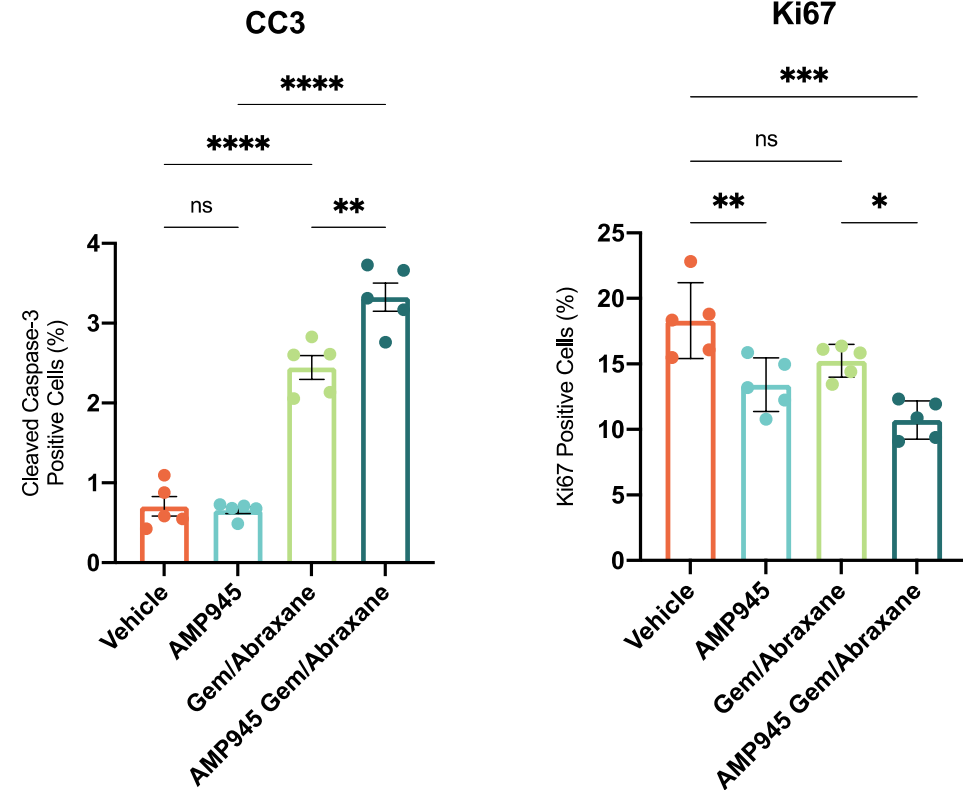 CC3
****
****
ns
**
4
3
2
1
0
Cleaved Caspase-3
Positive Cells (%)
Vehicle
AMP945
Gem/Abraxane
AMP945 Gem/Abraxane
Ki67
***
ns
**
*
25
20
15
10
5
0
Ki67 Positive Cells (%)
Vehicle
AMP945
Gem/Abraxane
AMP945 Gem/Abraxane